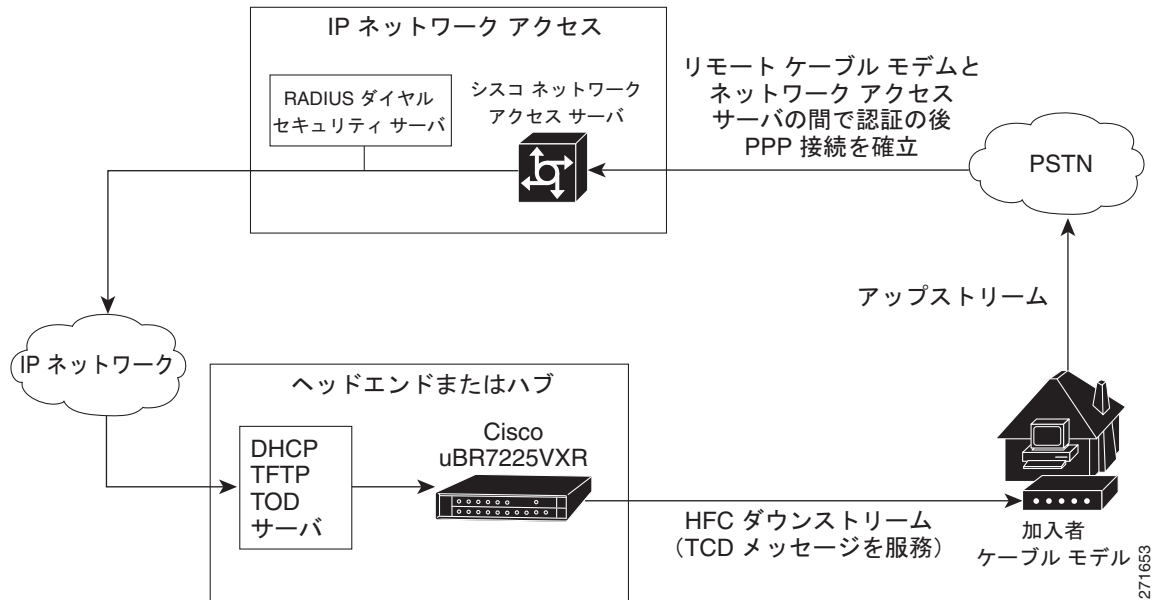 IP ネットワーク アクセス
RADIUS ダイヤル
セキュリティ サーバ
シスコ ネットワーク
アクセス サーバ
リモート ケーブル モデムと
ネットワーク アクセス
サーバの間で認証の後
PPP 接続を確立
PSTN
アップストリーム
IP ネットワーク
ヘッドエンドまたはハブ
DHCP
TFTP
TOD
サーバ
Cisco
uBR7225VXR
HFC ダウンストリーム
(TCD メッセージを服務)
加入者
ケーブル モデル
271653